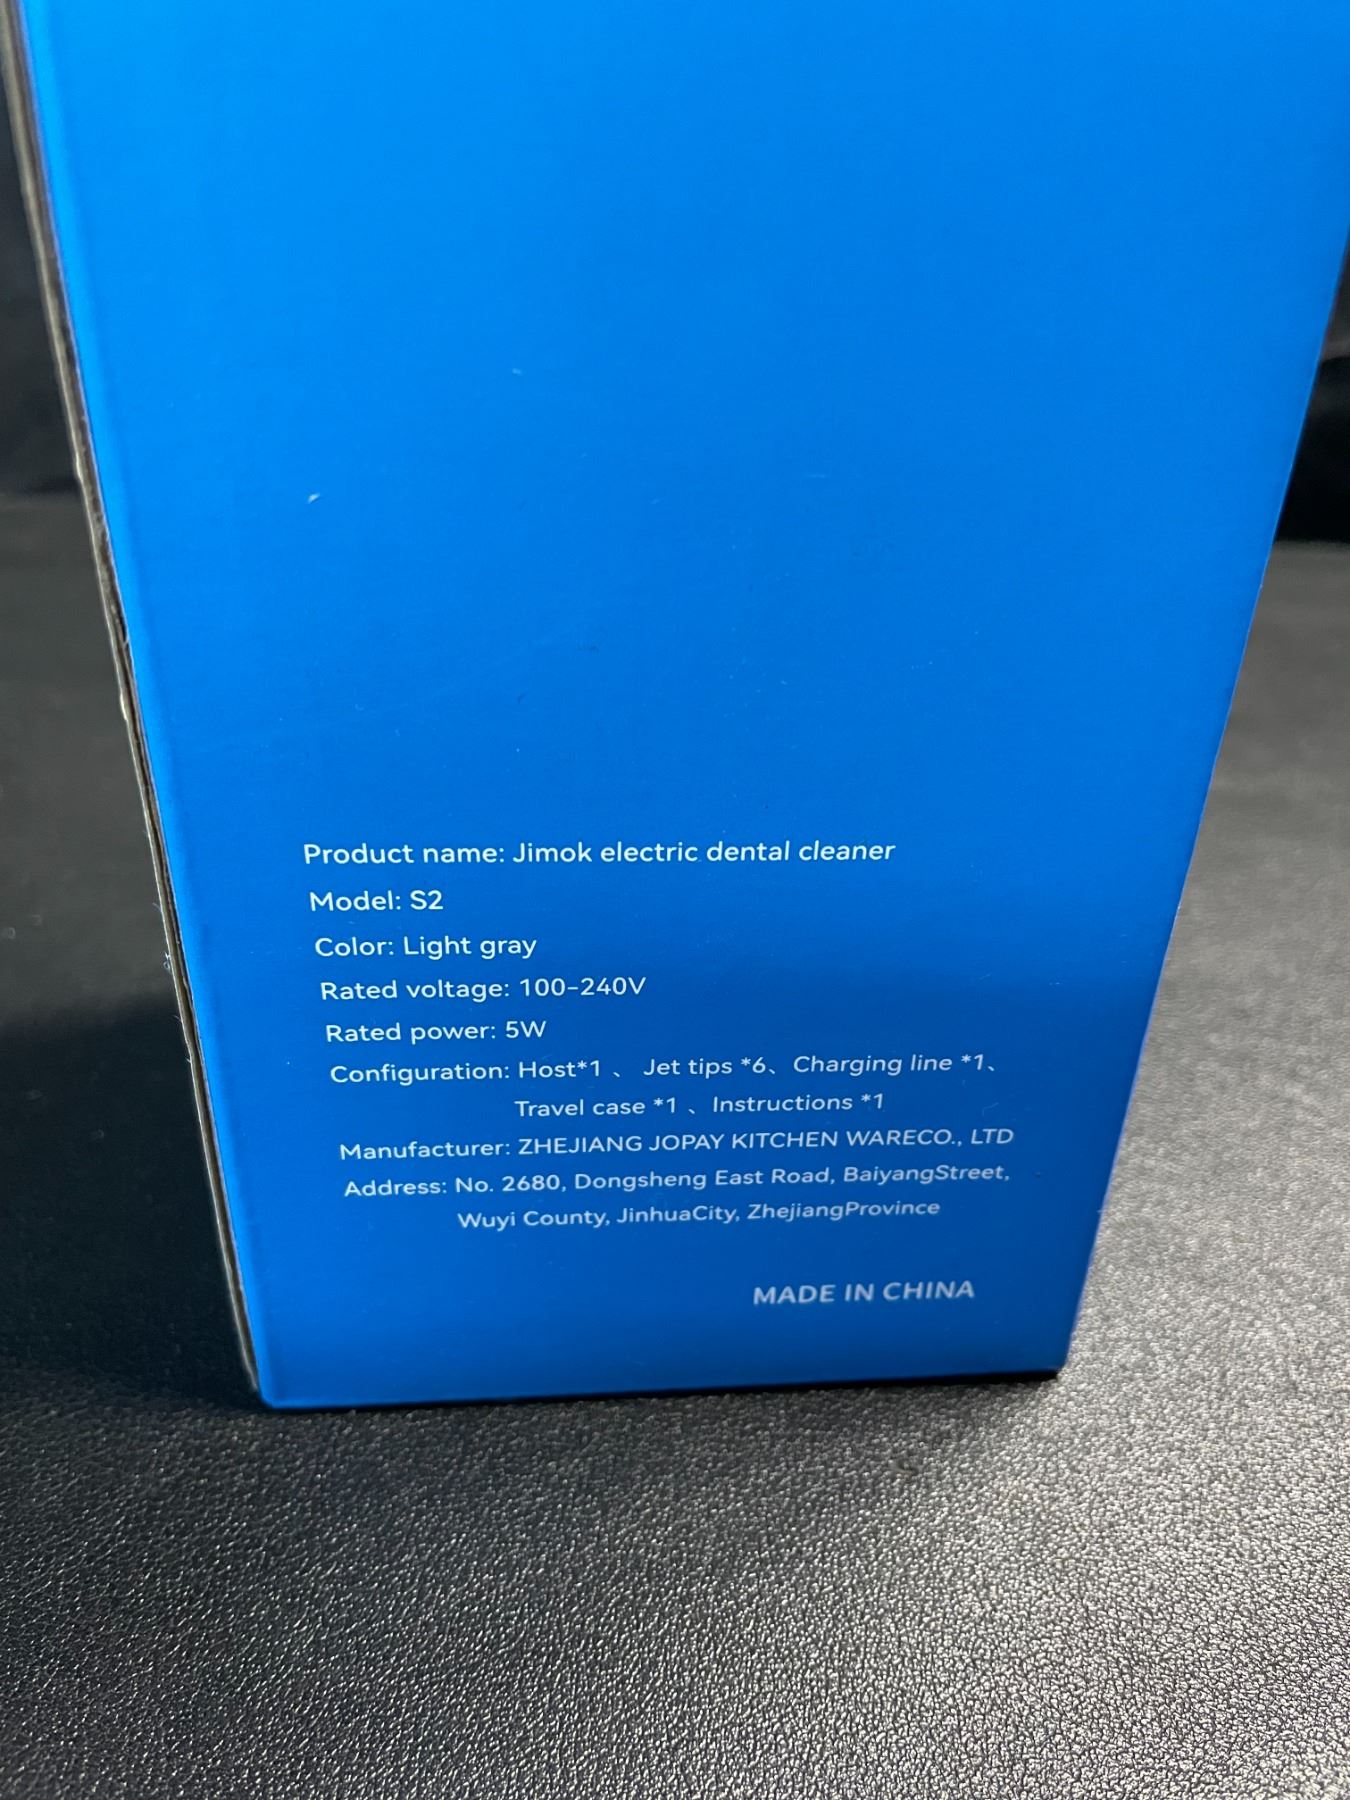 Product name: Jimok electric dental cleaner
Model: S2
Color: Light gray
Rated voltage: 100-240V
Rated power: 5W
Configuration: Host*1 、 Jet tips *6、 Charging line *1、
Travel case *1 、 Instructions *1
Manufacturer: ZHEJIANG JOPAY KITCHEN WARECO., LTD
Address: No. 2680, Dongsheng East Road, BaiyangStreet,
Wuyi County, JinhuaCity, ZhejiangProvince
MADE IN CHINA